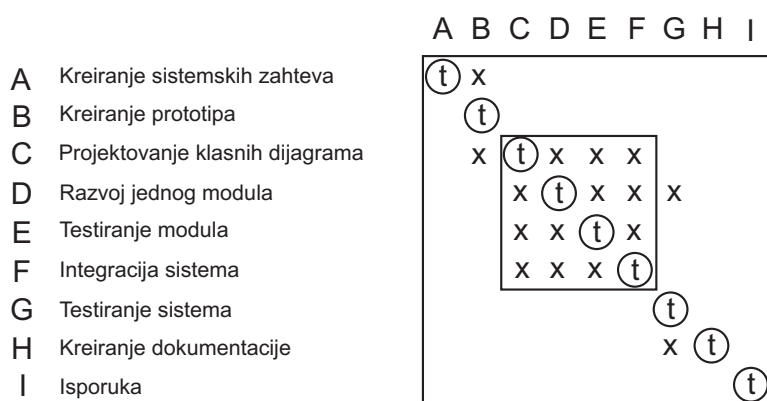 A B C D E F G H I
A Kreiranje sistemskih zahteva t x
B Kreiranje prototipa t
C Projektovanje klasnih dijagrama x t x x x
D Razvoj jednog modula x t x x x
E Testiranje modula x x t x
F Integracija sistema x x x t
G Testiranje sistema t
H Kreiranje dokumentacije x t
I Isporuka t